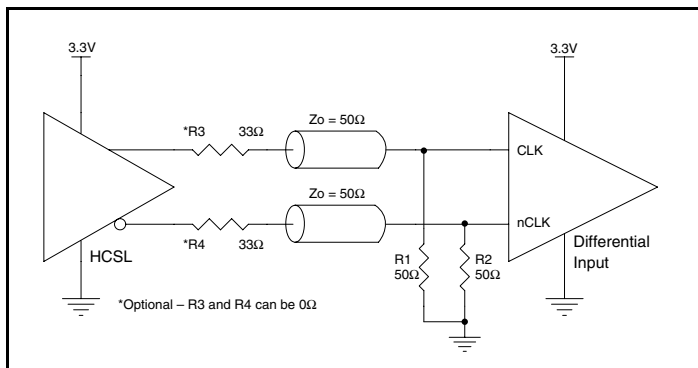 3.3V
3.3V
*R3
33Ω
Zo = 50Ω
CLK
Zo = 50Ω
nCLK
*R4
33Ω
HCSL
R1
50Ω
R2
50Ω
Differential
Input
*Optional – R3 and R4 can be 0Ω